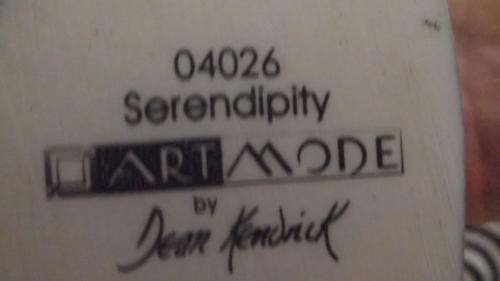 04026
Serendipity
ARTMODE
by
Dean Kendrick